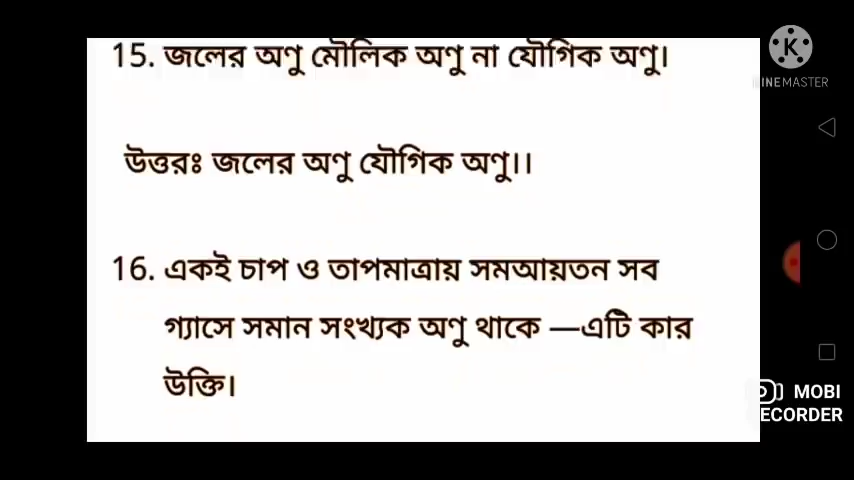 15. জলের অণু মৌলিক অণু না যৌগিক অণু।
উত্তরঃ জলের অণু যৌগিক অণু।।
16. একই চাপ ও তাপমাত্রায় সমআয়তন সব
গ্যাসে সমান সংখ্যক অণু থাকে —এটি কার
উক্তি।
K
INEMASTER
MOBI
ECORDER